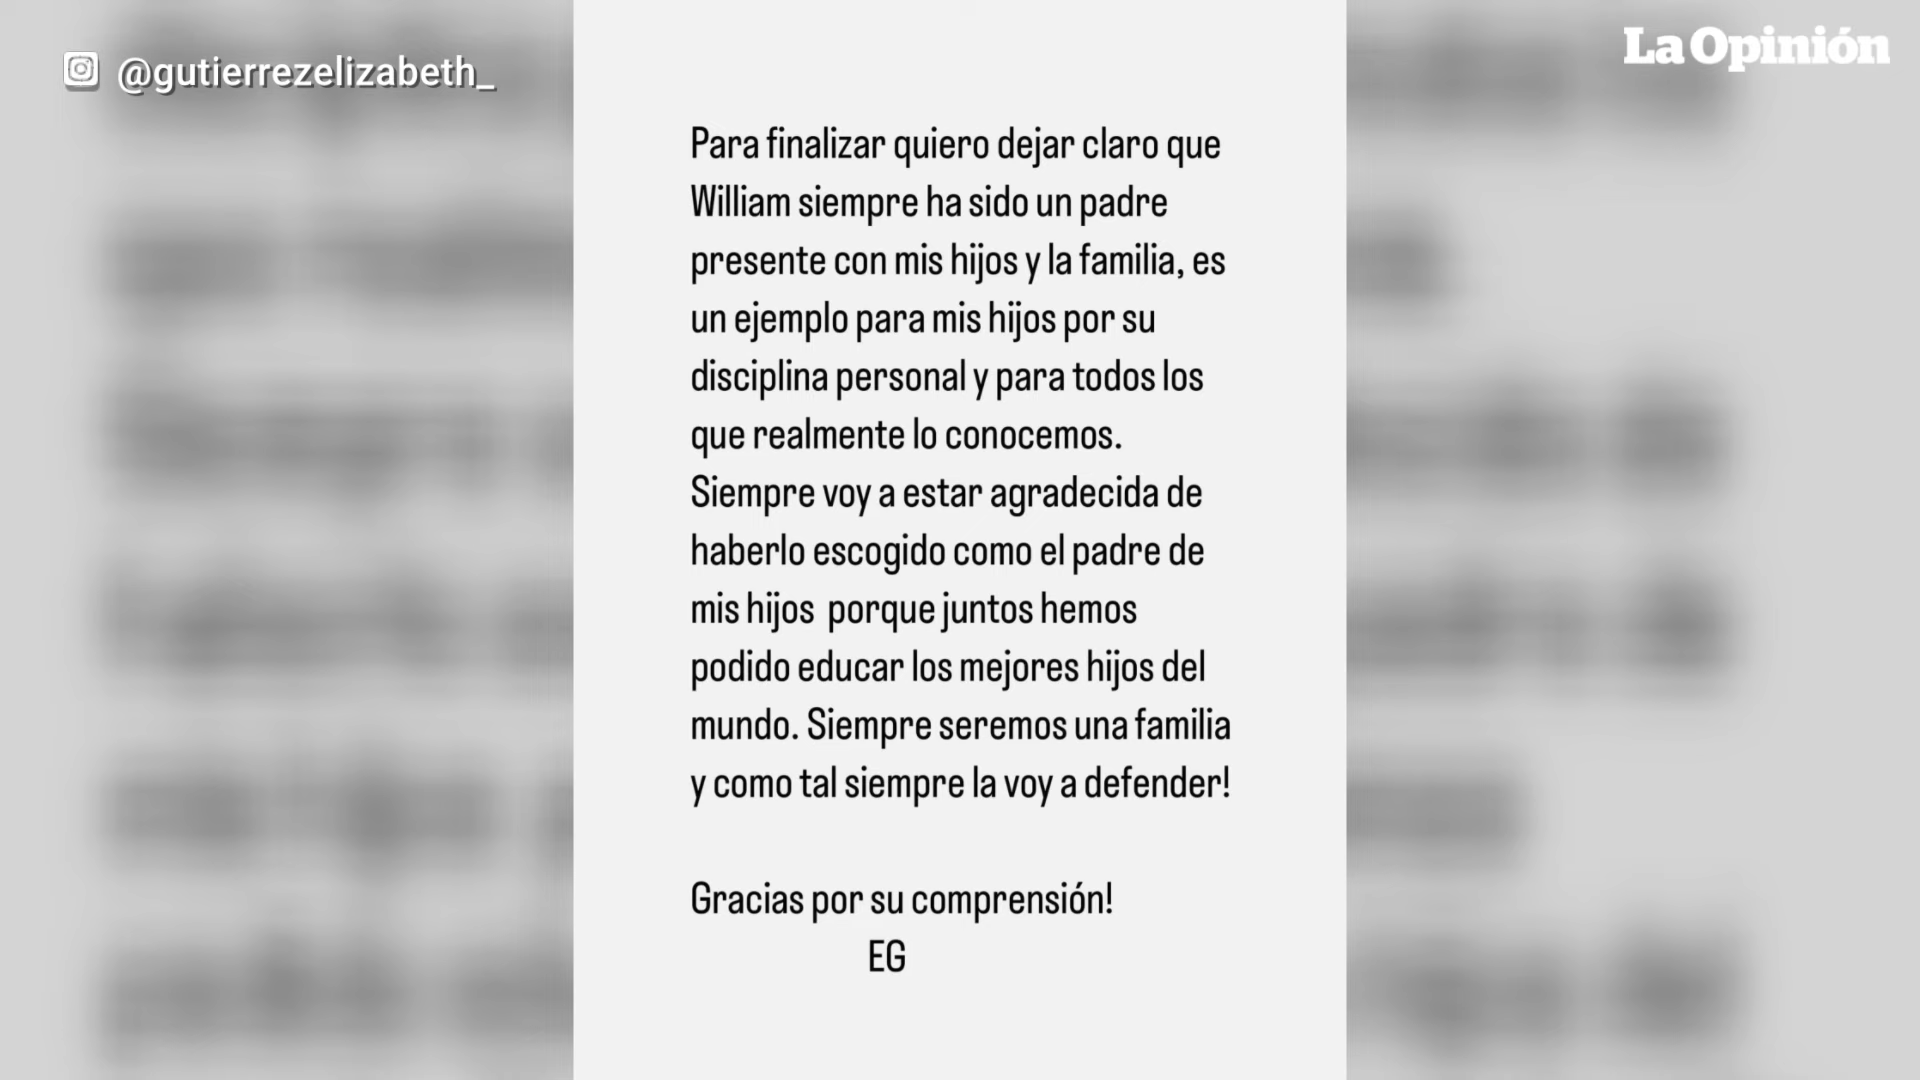 @gutierrezelizabeth_
La Opinión
Para finalizar quiero dejar claro que
William siempre ha sido un padre
presente con mis hijos y la familia, es
un ejemplo para mis hijos por su
disciplina personal y para todos los
que realmente lo conocemos.
Siempre voy a estar agradecida de
haberlo escogido como el padre de
mis hijos  porque juntos hemos
podido educar los mejores hijos del
mundo. Siempre seremos una familia
y como tal siempre la voy a defender!
Gracias por su comprensión!
EG